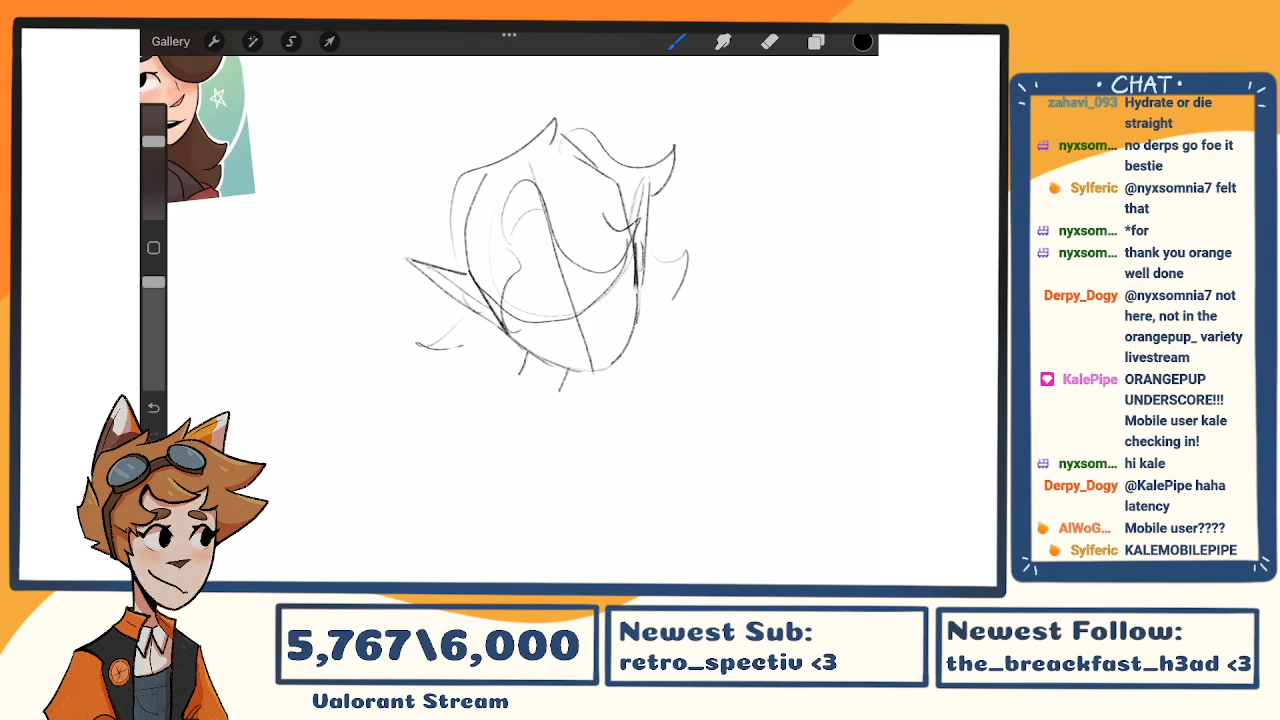 Gallery
CHAT
zahavi_093 Hydrate or die
straight
nyxsom... no derps go foe it
bestie
Sylferic @nyxsomnia7 felt
that
nyxsom... *for
nyxsom... thank you orange
well done
Derpy_Dogy @nyxsomnia7 not
here, not in the
orangepup_ variety
livestream
KalePipe ORANGEPUP
UNDERSCORE!!!
Mobile user kale
checking in!
nyxsom... hi kale
Derpy_Dogy @KalePipe haha
latency
AlWoG... Mobile user????
Sylferic KALEMOBILEPIPE
5,767\6,000
Valorant Stream
Newest Sub:
retro_spectiv <3
Newest Follow:
the_breackfast_h3ad <3